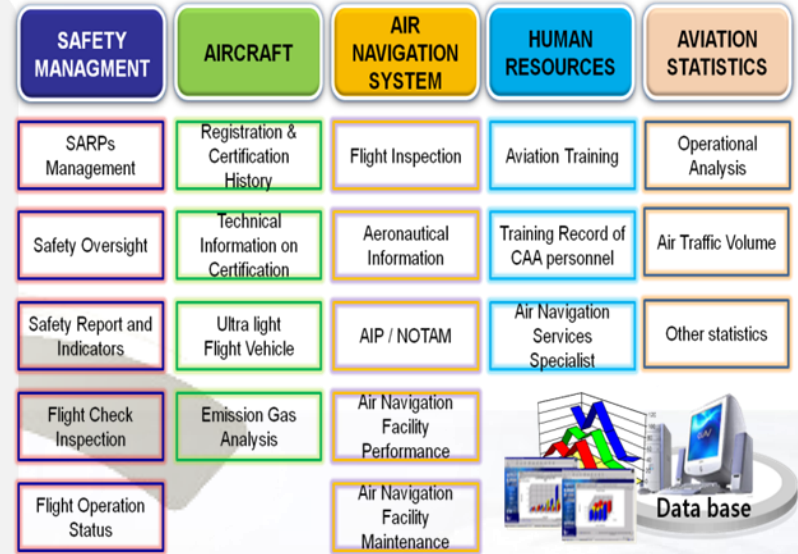 SAFETY
MANAGMENT
AIRCRAFT
AIR
NAVIGATION
SYSTEM
HUMAN
RESOURCES
AVIATION
STATISTICS
SARPs
Management
Registration &
Certification
History
Flight Inspection
Aviation Training
Operational
Analysis
Safety Oversight
Technical
Information on
Certification
Aeronautical
Information
Training Record of
CAA personnel
Air Traffic Volume
Safety Report and
Indicators
Ultra light
Flight Vehicle
AIP / NOTAM
Air Navigation
Services
Specialist
Other statistics
Flight Check
Inspection
Emission Gas
Analysis
Air Navigation
Facility
Performance
Flight Operation
Status
Air Navigation
Facility
Maintenance
Data base